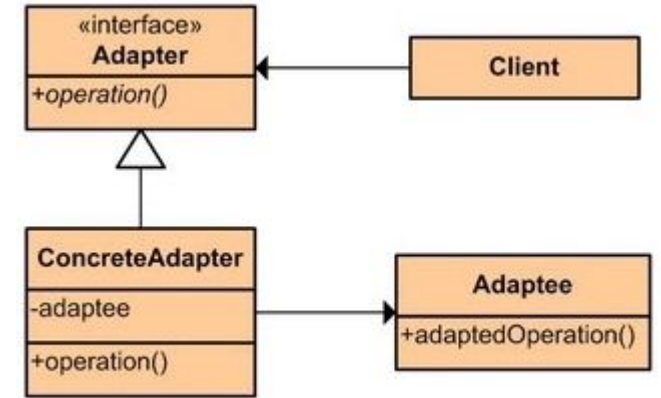 «interface»
Adapter
+operation()
Client
ConcreteAdapter
-adaptee
+operation()
Adaptee
+adaptedOperation()